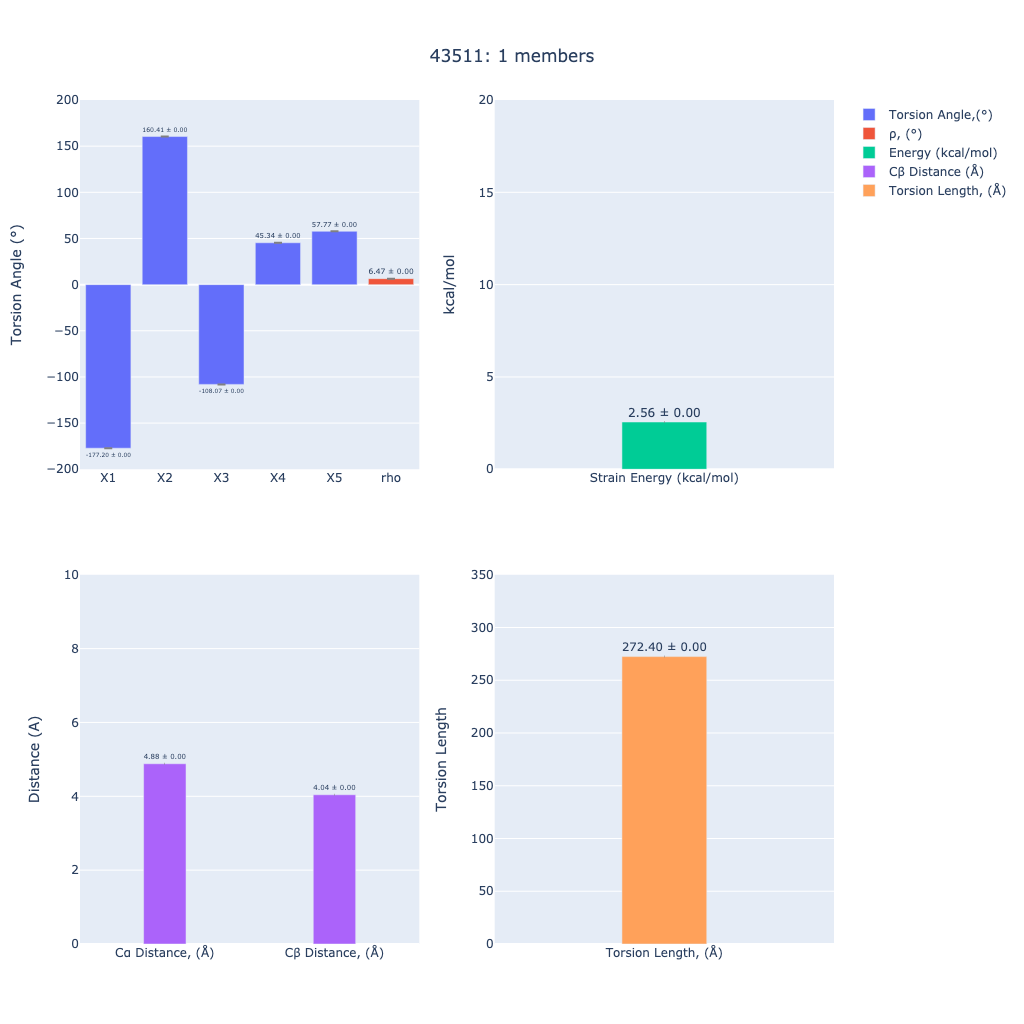 43511: 1 members
Torsion Angle (°)
200
150
100
50
0
−50
−100
−150
−200
160.41 ± 0.00
57.77 ± 0.00
45.34 ± 0.00
6.47 ± 0.00
-108.07 ± 0.00
-177.20 ± 0.00
X1 X2 X3 X4 X5 rho
kcal/mol
20
15
10
5
0
2.56 ± 0.00
Strain Energy (kcal/mol)
Torsion Angle,(°)
ρ, (°)
Energy (kcal/mol)
Cβ Distance (Å)
Torsion Length, (Å)
Distance (A)
10
8
6
4
2
0
4.88 ± 0.00
4.04 ± 0.00
Cα Distance, (Å) Cβ Distance, (Å)
Torsion Length
350
300
250
200
150
100
50
0
272.40 ± 0.00
Torsion Length, (Å)